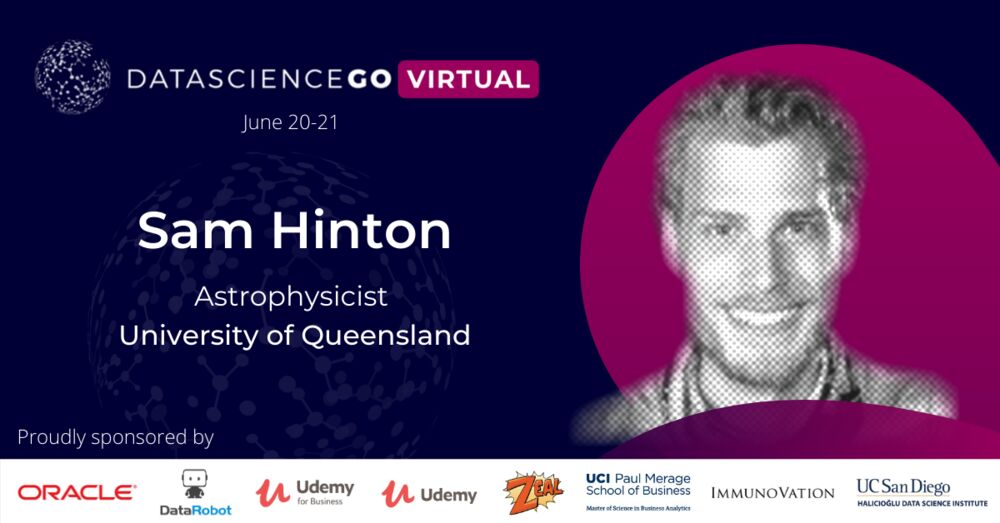 DATASCIENCEGO VIRTUAL
June 20-21
Sam Hinton
Astrophysicist
University of Queensland
Proudly sponsored by
ORACLE®
DataRobot
Udemy
for Business
Udemy
ZEAL
UCI Paul Merage
School of Business
Master of Science in Business Analytics
IMMUNOVATION
UC San Diego
HALICIOĞLU DATA SCIENCE INSTITUTE